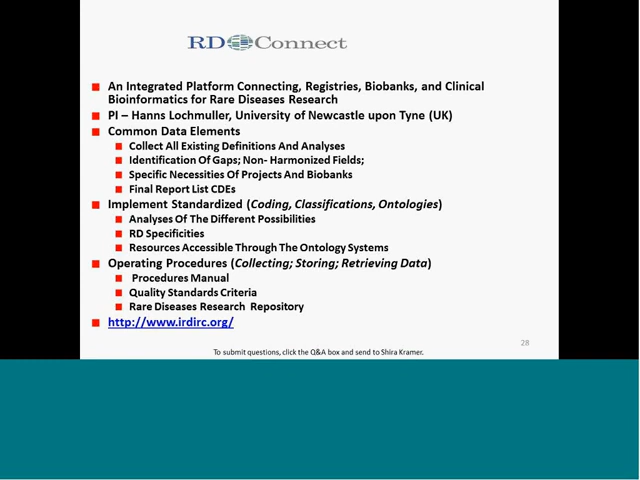 RD Connect
An Integrated Platform Connecting, Registries, Biobanks, and Clinical
Bioinformatics for Rare Diseases Research
PI – Hanns Lochmuller, University of Newcastle upon Tyne (UK)
Common Data Elements
Collect All Existing Definitions And Analyses
Identification Of Gaps; Non- Harmonized Fields;
Specific Necessities Of Projects And Biobanks
Final Report List CDEs
Implement Standardized (Coding, Classifications, Ontologies)
Analyses Of The Different Possibilities
RD Specificities
Resources Accessible Through The Ontology Systems
Operating Procedures (Collecting; Storing; Retrieving Data)
Procedures Manual
Quality Standards Criteria
Rare Diseases Research Repository
http://www.irdirc.org/
28
To submit questions, click the Q&A box and send to Shira Kramer.